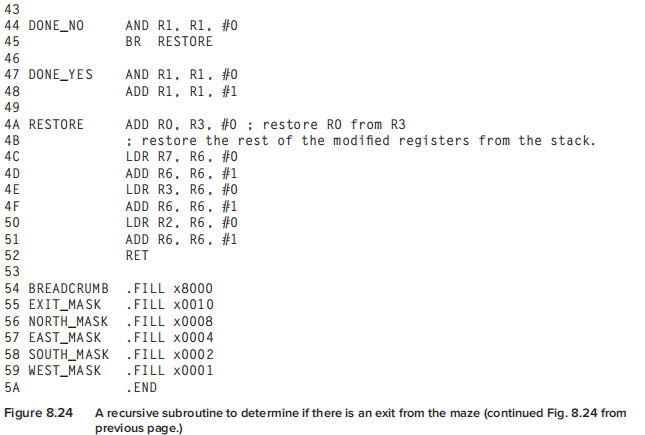 43
44 DONE_NO AND R1, R1, #0
45 BR RESTORE
46
47 DONE_YES AND R1, R1, #0
48 ADD R1, R1, #1
49
4A RESTORE ADD R0, R3, #0 ; restore R0 from R3
4B ; restore the rest of the modified registers from the stack.
4C LDR R7, R6, #0
4D ADD R6, R6, #1
4E LDR R3, R6, #0
4F ADD R6, R6, #1
50 LDR R2, R6, #0
51 ADD R6, R6, #1
52 RET
53
54 BREADCRUMB .FILL x8000
55 EXIT_MASK .FILL x0010
56 NORTH_MASK .FILL x0008
57 EAST_MASK .FILL x0004
58 SOUTH_MASK .FILL x0002
59 WEST_MASK .FILL x0001
5A .END
Figure 8.24 A recursive subroutine to determine if there is an exit from the maze (continued Fig. 8.24 from
previous page.)